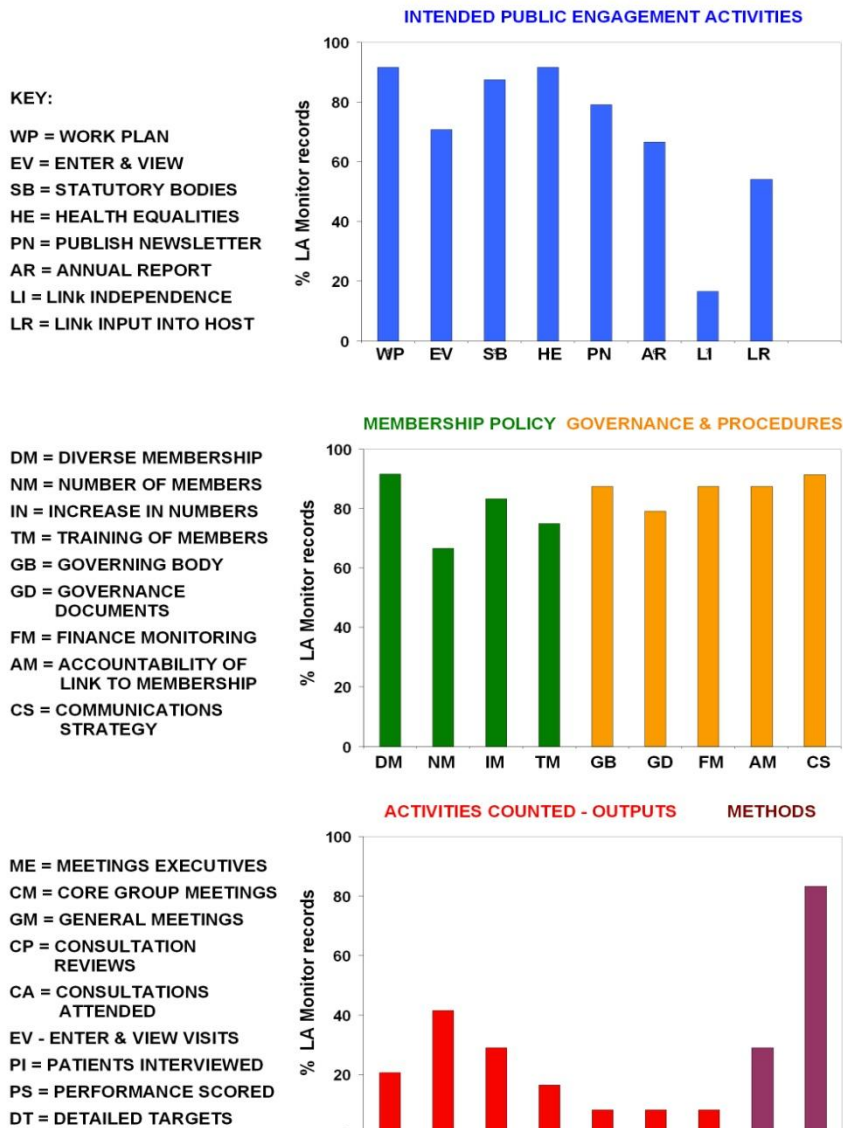 INTENDED PUBLIC ENGAGEMENT ACTIVITIES
KEY:
WP = WORK PLAN
EV = ENTER & VIEW
SB = STATUTORY BODIES
HE = HEALTH EQUALITIES
PN = PUBLISH NEWSLETTER
AR = ANNUAL REPORT
LI = LINk INDEPENDENCE
LR = LINk INPUT INTO HOST
% LA Monitor records
100
80
60
40
20
0
WP EV SB HE PN AR LI LR
MEMBERSHIP POLICY GOVERNANCE & PROCEDURES
DM = DIVERSE MEMBERSHIP
NM = NUMBER OF MEMBERS
IN = INCREASE IN NUMBERS
TM = TRAINING OF MEMBERS
GB = GOVERNING BODY
GD = GOVERNANCE
DOCUMENTS
FM = FINANCE MONITORING
AM = ACCOUNTABILITY OF
LINK TO MEMBERSHIP
CS = COMMUNICATIONS
STRATEGY
% LA Monitor records
100
80
60
40
20
0
DM NM IM TM GB GD FM AM CS
ACTIVITIES COUNTED - OUTPUTS METHODS
ME = MEETINGS EXECUTIVES
CM = CORE GROUP MEETINGS
GM = GENERAL MEETINGS
CP = CONSULTATION
REVIEWS
CA = CONSULTATIONS
ATTENDED
EV - ENTER & VIEW VISITS
PI = PATIENTS INTERVIEWED
PS = PERFORMANCE SCORED
DT = DETAILED TARGETS
% LA Monitor records
100
80
60
40
20